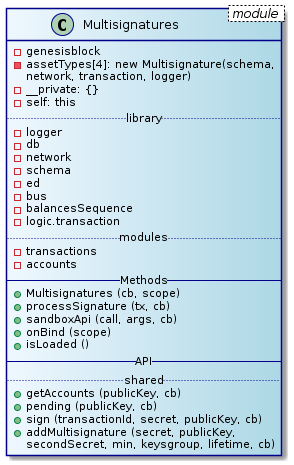 module
C Multisignatures
genesisblock
assetTypes[4]: new Multisignature(schema,
network, transaction, logger)
__private: {}
self: this
library
logger
db
network
schema
ed
bus
balancesSequence
logic.transaction
modules
transactions
accounts
Methods
Multisignatures (cb, scope)
processSignature (tx, cb)
sandboxApi (call, args, cb)
onBind (scope)
isLoaded ()
API
shared
getAccounts (publicKey, cb)
pending (publicKey, cb)
sign (transactionId, secret, publicKey, cb)
addMultisignature (secret, publicKey,
secondSecret, min, keysgroup, lifetime, cb)